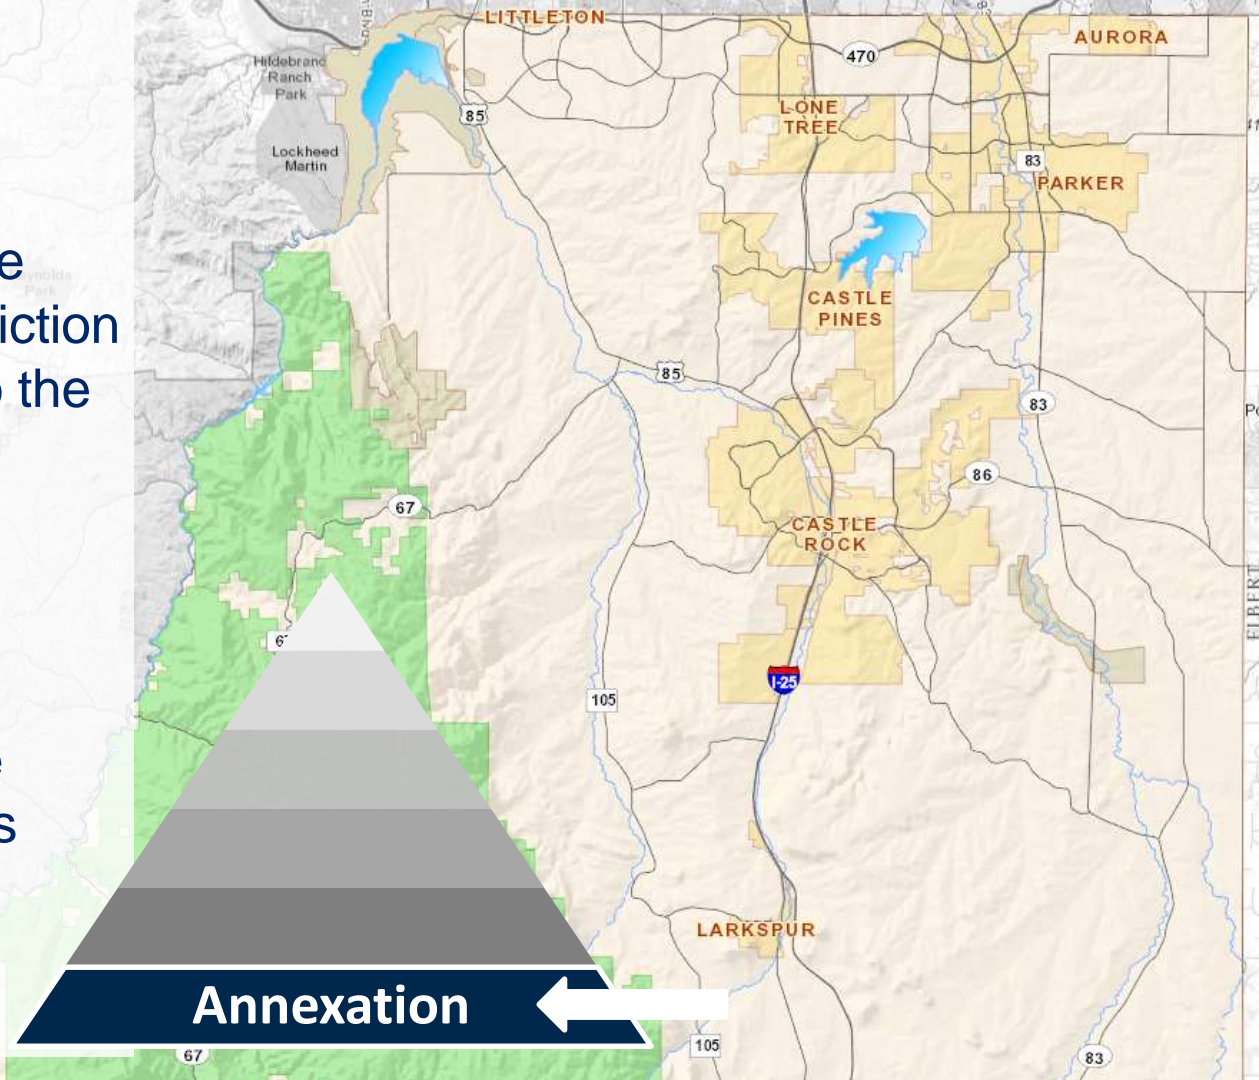 LITTLETON
AURORA
470
Hildebrand
Ranch
Park
LONE
TREE
85
Lockheed
Martin
83
PARKER
e
iction
the
CASTLE
PINES
85
83
86
67
CASTLE
ROCK
ELBERT
I-25
105
s
LARKSPUR
Annexation
105
67
83